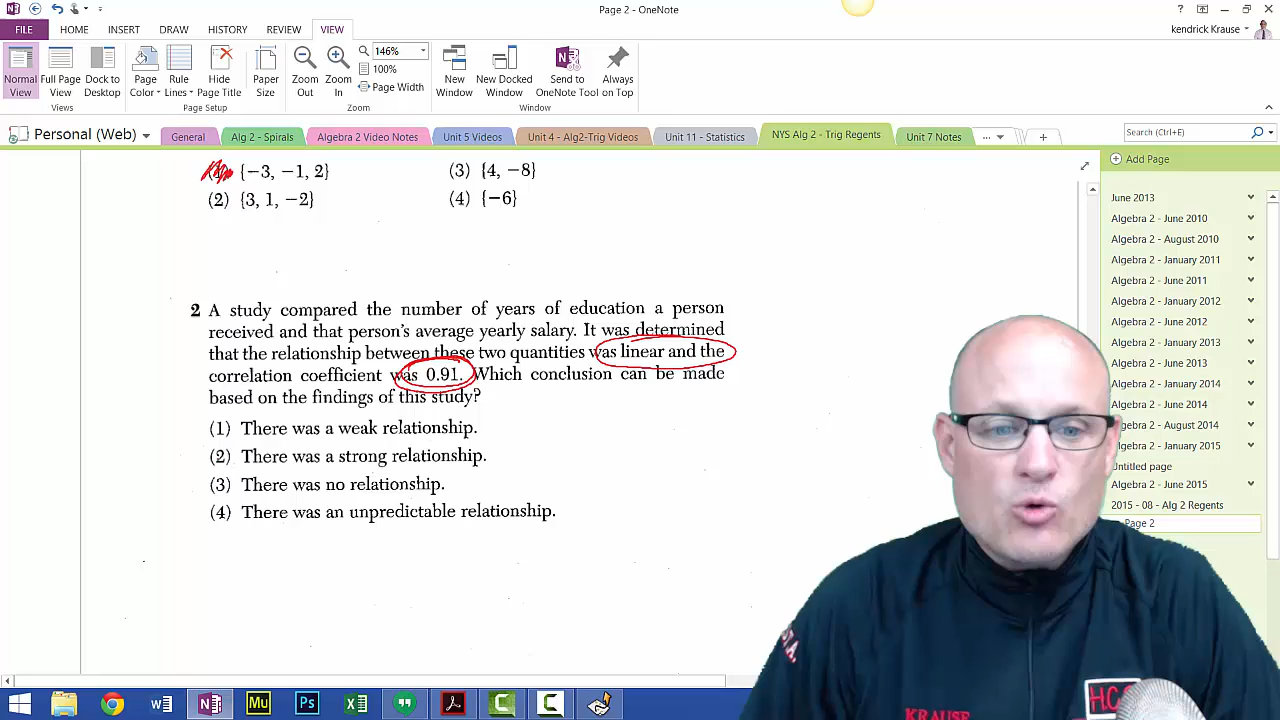 Page 2 - OneNote
FILE HOME INSERT DRAW HISTORY REVIEW VIEW
kendrick Krause
146%
100%
Page Width
Normal View
Full Page View
Dock to Desktop
Page Color
Rule Lines
Hide Page Title
Paper Size
Zoom Out
Zoom In
New Window
New Docked Window
Send to OneNote Tool
Always on Top
Views Page Setup Zoom Window
Personal (Web) General Alg 2 - Spirals Algebra 2 Video Notes Unit 5 Videos Unit 4 - Alg2-Trig Videos Unit 11 - Statistics NYS Alg 2 - Trig Regents Unit 7 Notes ...
Search (Ctrl+E)
Add Page
June 2013
Algebra 2 - June 2010
Algebra 2 - August 2010
Algebra 2 - January 2011
Algebra 2 - June 2011
Algebra 2 - January 2012
Algebra 2 - June 2012
Algebra 2 - January 2013
Algebra 2 - June 2013
Algebra 2 - January 2014
Algebra 2 - June 2014
Algebra 2 - August 2014
Algebra 2 - January 2015
Untitled page
Algebra 2 - June 2015
2015 - 08 - Alg 2 Regents
Page 2
{−3, −1, 2} (3) {4, −8}
(2) {3, 1, −2} (4) {−6}
2 A study compared the number of years of education a person
received and that person's average yearly salary. It was determined
that the relationship between these two quantities was linear and the
correlation coefficient was 0.91. Which conclusion can be made
based on the findings of this study?
(1) There was a weak relationship.
(2) There was a strong relationship.
(3) There was no relationship.
(4) There was an unpredictable relationship.
KRAUSE